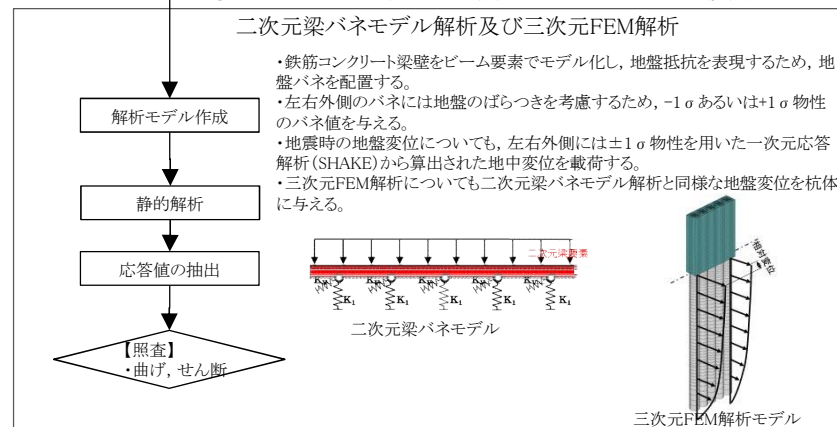 二次元梁バネモデル解析及び三次元FEM解析
・鉄筋コンクリート梁壁をビーム要素でモデル化し，地盤抵抗を表現するため，地
盤バネを配置する。
・左右外側のバネには地盤のばらつきを考慮するため，-1σあるいは+1σ物性
のバネ値を与える。
・地震時の地盤変位についても，左右外側には±1σ物性を用いた一次元応答
解析(SHAKE)から算出された地中変位を載荷する。
・三次元FEM解析についても二次元梁バネモデル解析と同様な地盤変位を杭体
に与える。
解析モデル作成
静的解析
応答値の抽出
【照査】
・曲げ，せん断
二次元梁要素
K₁ K₁ K₁ K₁ K₁
二次元梁バネモデル
相対変位
三次元FEM解析モデル